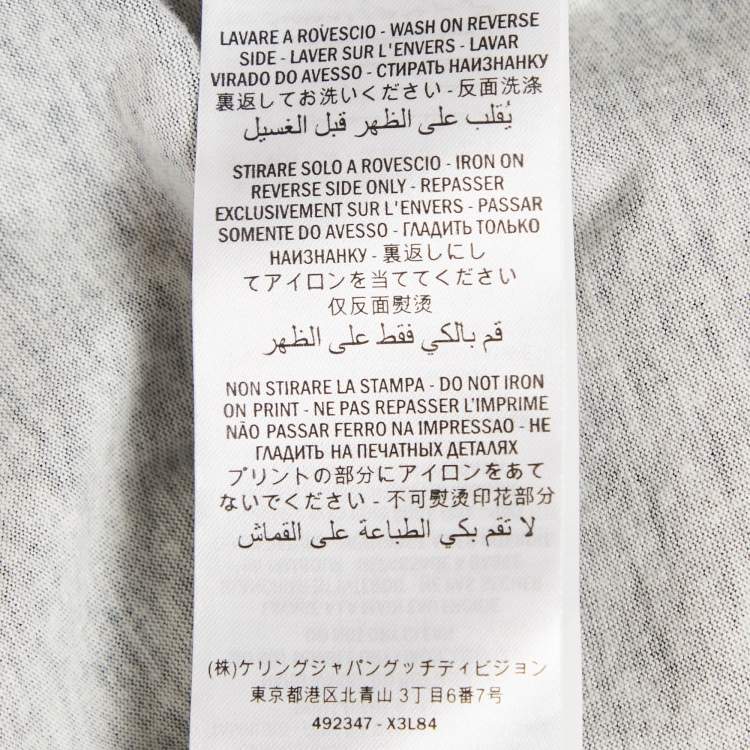 LAVARE A ROVESCIO - WASH ON REVERSE
SIDE - LAVER SUR L'ENVERS - LAVAR
VIRADO DO AVESSO - СТИРАТЬ НАИЗНАНКУ
裏返してお洗いください - 反面洗涤
يُقلب على الظهر قبل الغسيل
STIRARE SOLO A ROVESCIO - IRON ON
REVERSE SIDE ONLY - REPASSER
EXCLUSIVEMENT SUR L'ENVERS - PASSAR
SOMENTE DO AVESSO - ГЛАДИТЬ ТОЛЬКО
НАИЗНАНКУ - 裏返しにし
てアイロンを当ててください
仅反面熨烫
قم بالكي فقط على الظهر
NON STIRARE LA STAMPA - DO NOT IRON
ON PRINT - NE PAS REPASSER L'IMPRIME
NÃO PASSAR FERRO NA IMPRESSAO - НЕ
ГЛАДИТЬ НА ПЕЧАТНЫХ ДЕТАЛЯХ
プリントの部分にアイロンをあて
ないでください - 不可熨烫印花部分
لا تقم بكي الطباعة على القماش
(株)ケリングジャパングッチディビジョン
東京都港区北青山 3丁目6番7号
492347 - X3L84